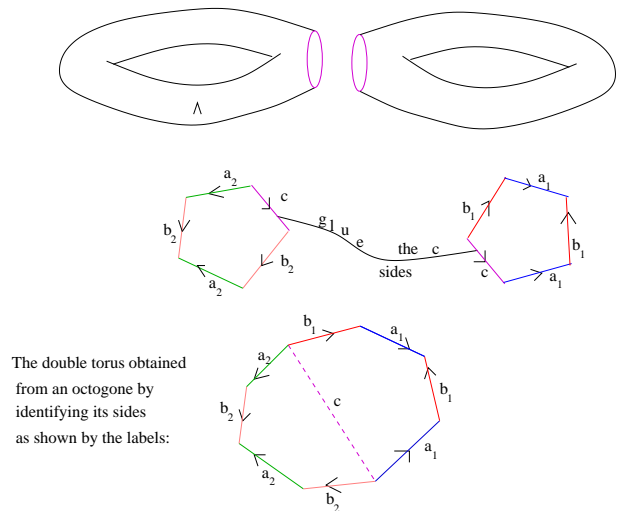 a2
c
b2
b2
a2
glue the c
sides
a1
b1
b1
c
a1
b1
a1
a2
The double torus obtained
from an octogone by
identifying its sides
as shown by the labels:
b2
c
b1
a1
a2
b2